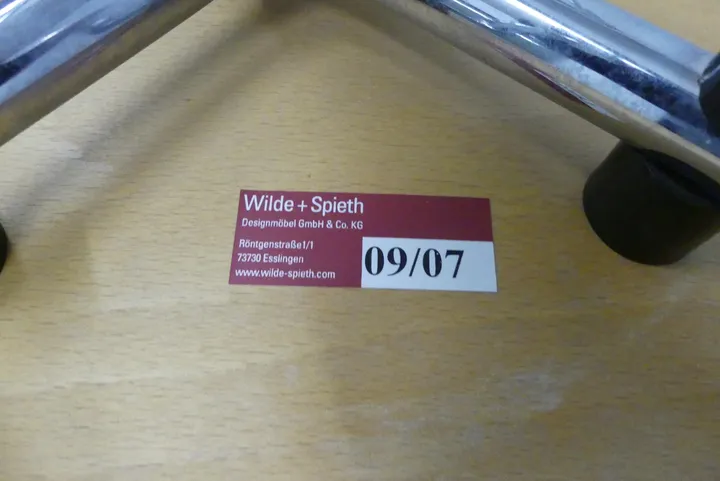 Wilde + Spieth
Designmöbel GmbH & Co. KG
Röntgenstraße1/1
73730 Esslingen
www.wilde-spieth.com
09/07